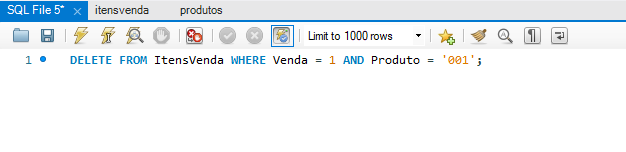 SQL File 5* itensvenda produtos
Limit to 1000 rows
1 DELETE FROM ItensVenda WHERE Venda = 1 AND Produto = '001';